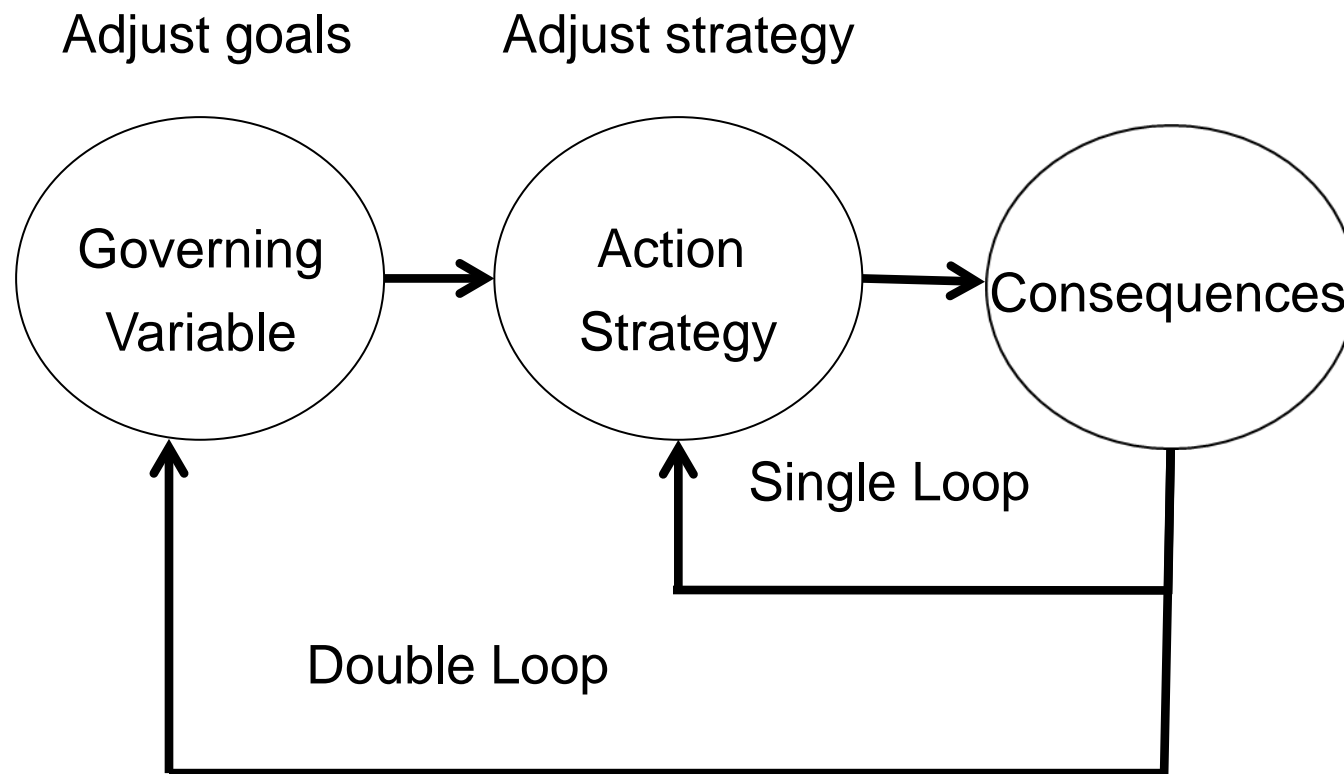 Adjust goals
Adjust strategy
Governing
Variable
Action
Strategy
Consequences
Single Loop
Double Loop